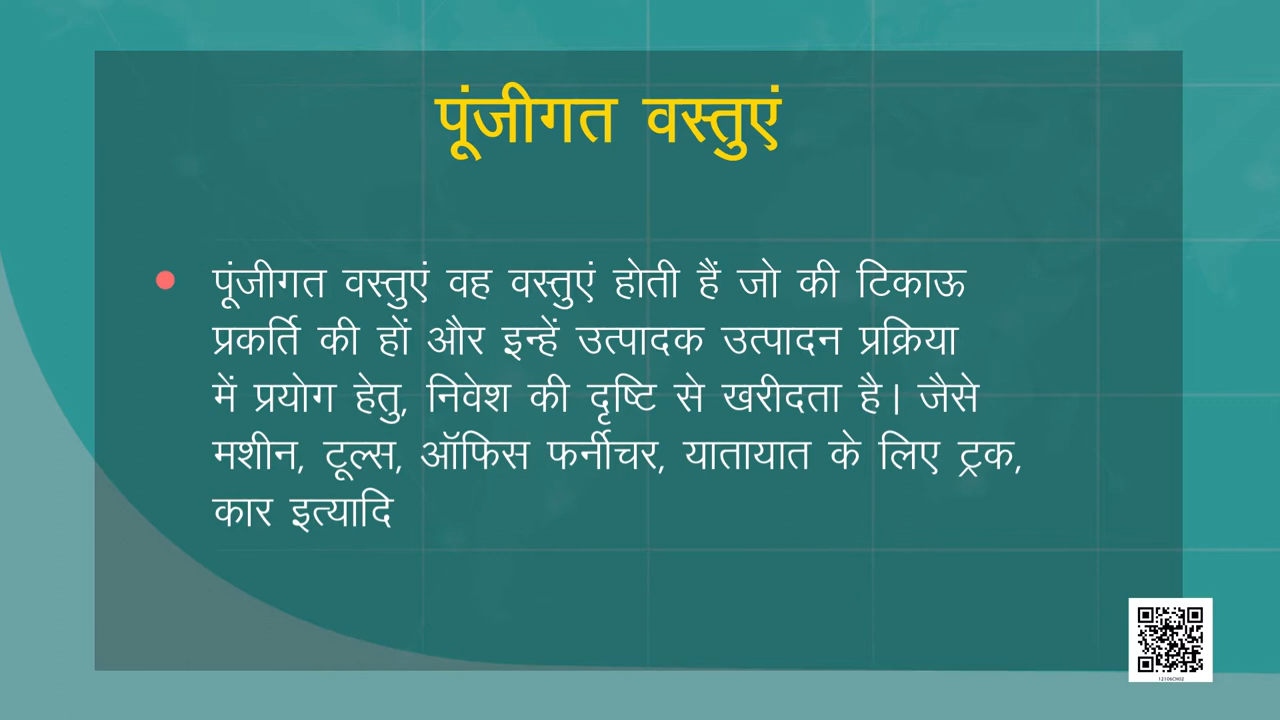 पूंजीगत वस्तुएं
पूंजीगत वस्तुएं वह वस्तुएं होती हैं जो की टिकाऊ
प्रकर्ति की हों और इन्हें उत्पादक उत्पादन प्रक्रिया
में प्रयोग हेतु, निवेश की दृष्टि से खरीदता है। जैसे
मशीन, टूल्स, ऑफिस फर्नीचर, यातायात के लिए ट्रक,
कार इत्यादि
12106CH02